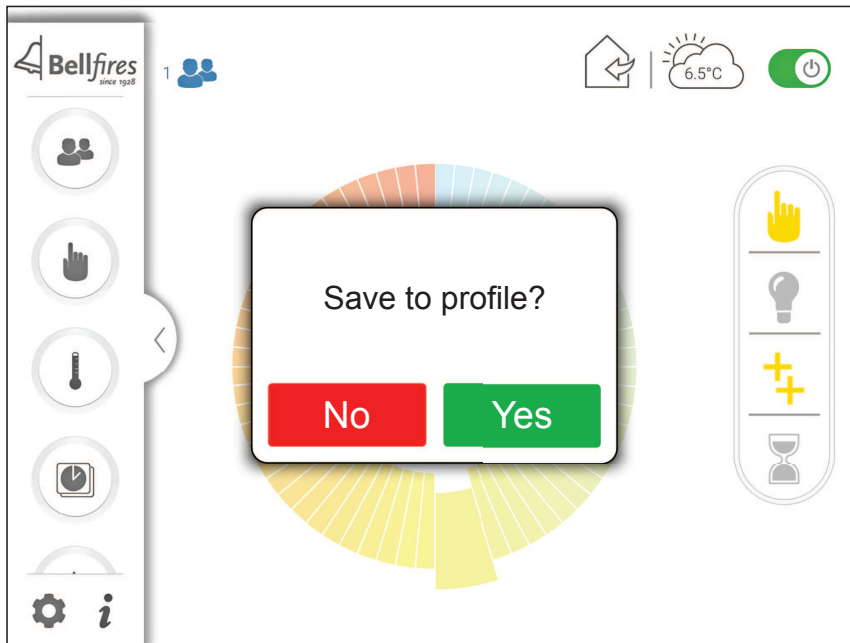 Bellfires
since 1928
1
6.5°C
Save to profile?
No
Yes
i